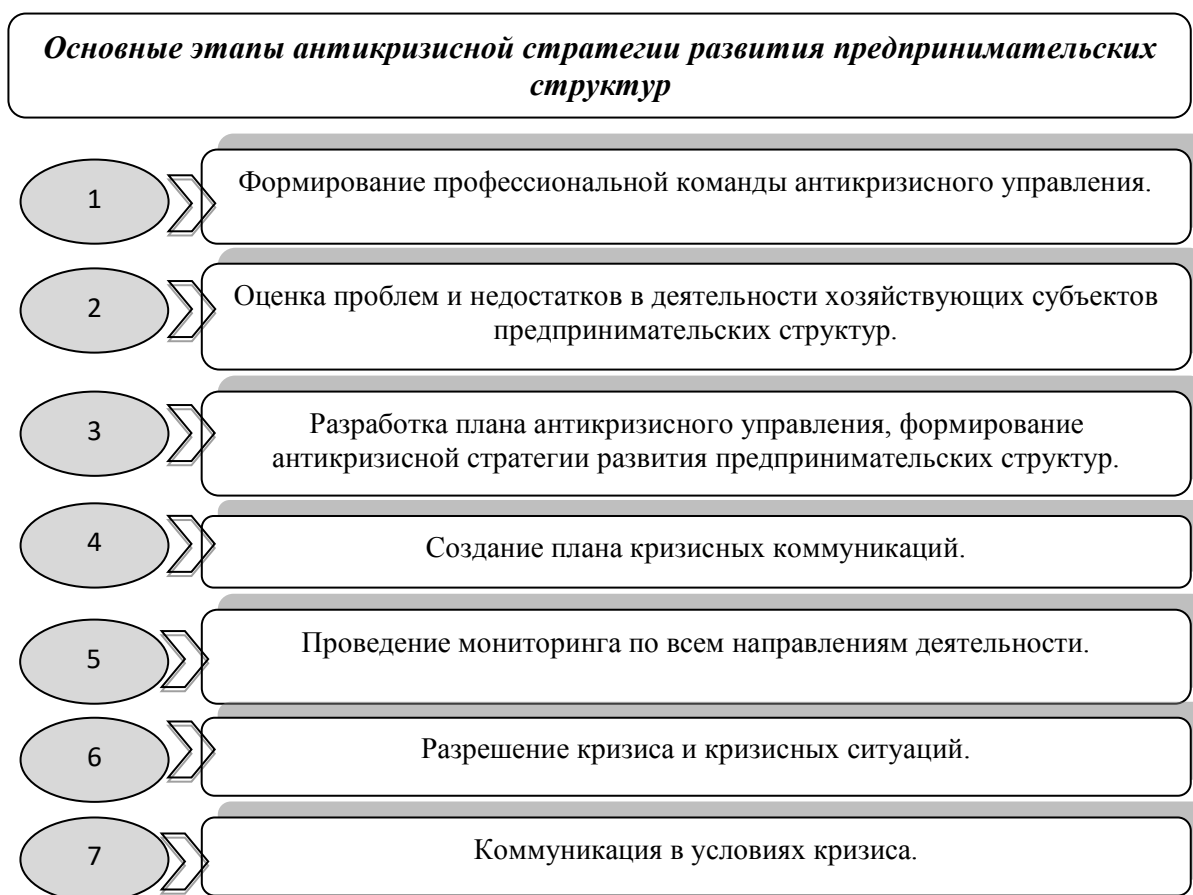 Основные этапы антикризисной стратегии развития предпринимательских
структур
1
Формирование профессиональной команды антикризисного управления.
2
Оценка проблем и недостатков в деятельности хозяйствующих субъектов
предпринимательских структур.
3
Разработка плана антикризисного управления, формирование
антикризисной стратегии развития предпринимательских структур.
4
Создание плана кризисных коммуникаций.
5
Проведение мониторинга по всем направлениям деятельности.
6
Разрешение кризиса и кризисных ситуаций.
7
Коммуникация в условиях кризиса.